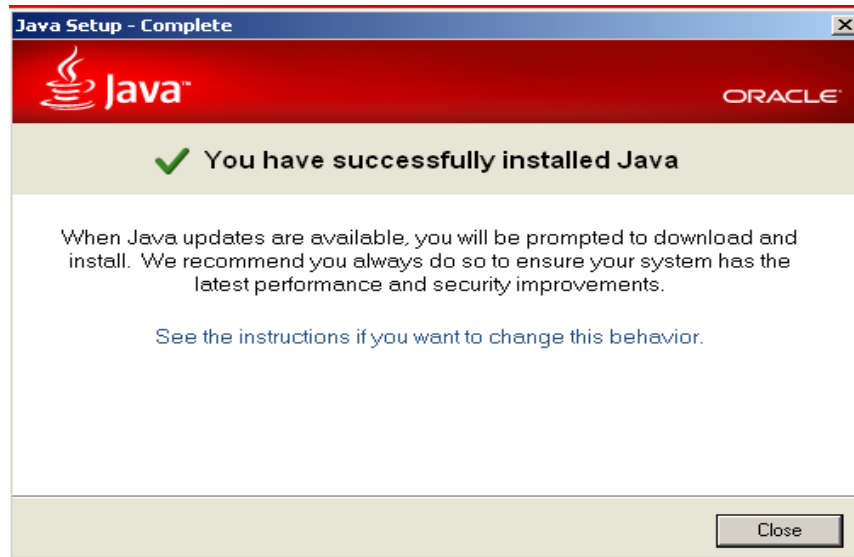 Java Setup - Complete
Java™
ORACLE®
You have successfully installed Java
When Java updates are available, you will be prompted to download and
install. We recommend you always do so to ensure your system has the
latest performance and security improvements.
See the instructions if you want to change this behavior.
Close